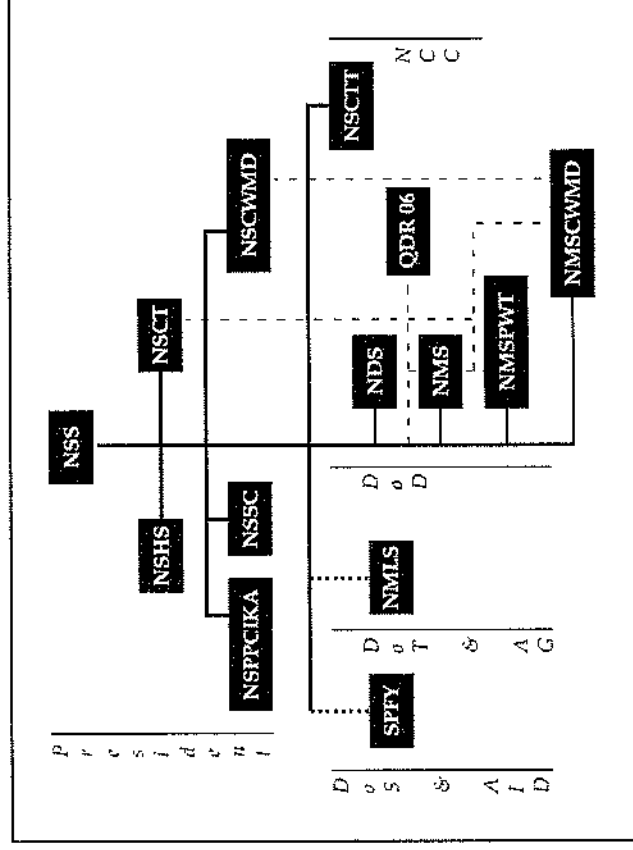 NSS
NSHS
NSCT
NSPPCIKA
NSSC
NSCWMD
President
NSCTT
NCC
SPFY
NMLS
NDS
QDR 06
NMS
NMSPWT
NMSCWMD
DoS & AID
DoT & AG
DoD